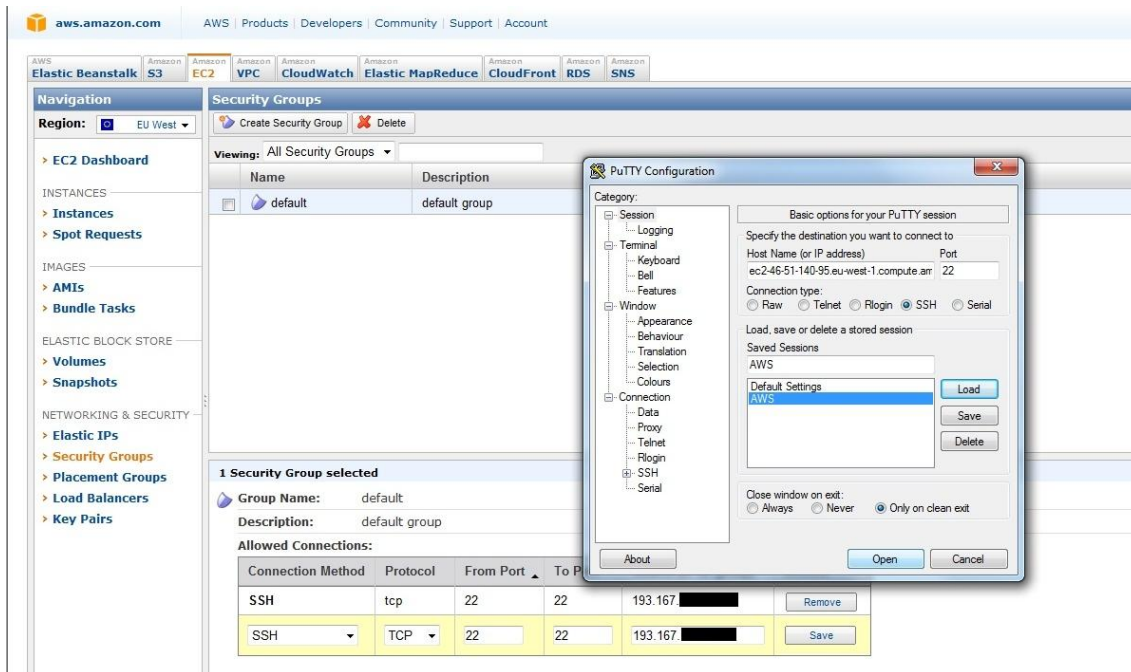 aws.amazon.com AWS | Products | Developers | Community | Support | Account
AWS Amazon Amazon Amazon Amazon Amazon Amazon Amazon Amazon
Elastic Beanstalk S3 EC2 VPC CloudWatch Elastic MapReduce CloudFront RDS SNS
Navigation
Region: EU West
> EC2 Dashboard
INSTANCES
> Instances
> Spot Requests
IMAGES
> AMIs
> Bundle Tasks
ELASTIC BLOCK STORE
> Volumes
> Snapshots
NETWORKING & SECURITY
> Elastic IPs
> Security Groups
> Placement Groups
> Load Balancers
> Key Pairs
Security Groups
Create Security Group Delete
Viewing: All Security Groups
Name Description
default default group
1 Security Group selected
Group Name: default
Description: default group
Allowed Connections:
Connection Method Protocol From Port To P
SSH tcp 22 22 193.167. Remove
SSH TCP 22 22 193.167. Save
PuTTY Configuration
Category:
Session
Logging
Terminal
Keyboard
Bell
Features
Window
Appearance
Behaviour
Translation
Selection
Colours
Connection
Data
Proxy
Telnet
Rlogin
SSH
Serial
Basic options for your PuTTY session
Specify the destination you want to connect to
Host Name (or IP address) Port
ec2-46-51-140-95.eu-west-1.compute.am 22
Connection type:
Raw Telnet Rlogin SSH Serial
Load, save or delete a stored session
Saved Sessions
AWS
Default Settings
AWS
Load
Save
Delete
Close window on exit:
Always Never Only on clean exit
About Open Cancel